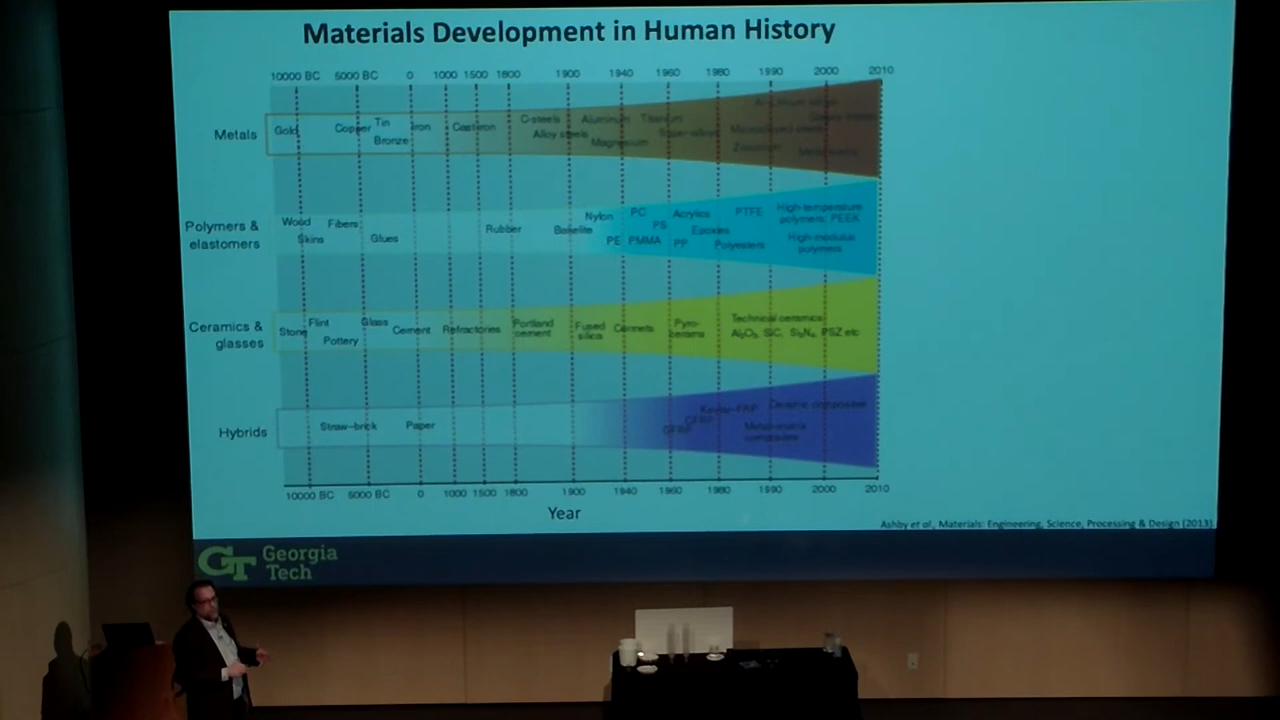 Materials Development in Human History
10000 BC 5000 BC 0 1000 1500 1800 1900 1940 1960 1980 1990 2000 2010
Metals
Gold Copper Tin Bronze Iron Cast iron C-steels Alloy steels Aluminum Magnesium Titanium Super-alloys
Polymers &
elastomers
Wood Skins Fibers Glues Rubber Bakelite Nylon PE PC PMMA PS PP Acrylics Epoxies Polyesters PTFE
High-temperature
polymers: PEEK
High-modulus
polymers
Ceramics &
glasses
Stone Flint Pottery Glass Cement Refractories
Portland
cement
Fused
silica
Cermets
Pyro-
cerams
Technical ceramics
Al₂O₃, SiC, Si₃N₄, PSZ etc
Hybrids
Straw–brick Paper GFRP CFRP Kevlar-FRP
Metal-matrix
composites
Ceramic composites
10000 BC 5000 BC 0 1000 1500 1800 1900 1940 1960 1980 1990 2000 2010
Year
Ashby et al., Materials: Engineering, Science, Processing & Design (2013)
GT Georgia
Tech